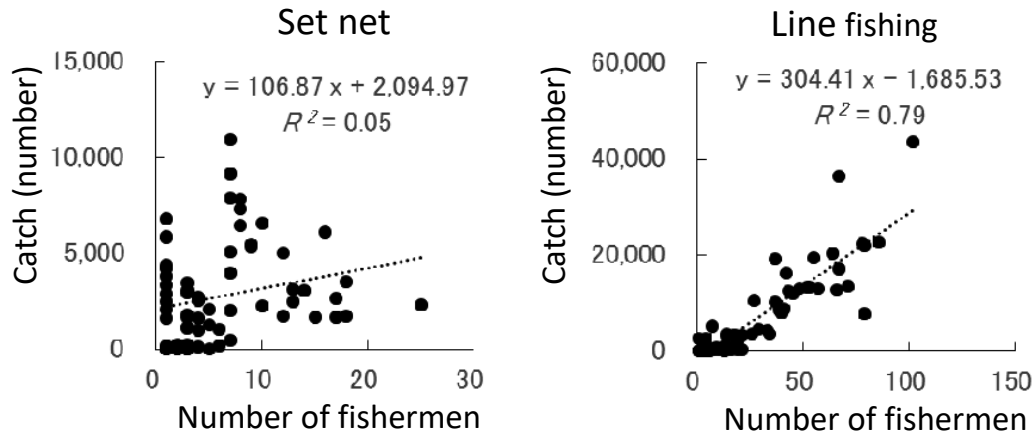 Set net
15,000
10,000
5,000
0
0
10
20
30
Catch (number)
Number of fishermen
y = 106.87 x + 2,094.97
R² = 0.05
Line fishing
60,000
40,000
20,000
0
0
50
100
150
Catch (number)
Number of fishermen
y = 304.41 x − 1,685.53
R² = 0.79